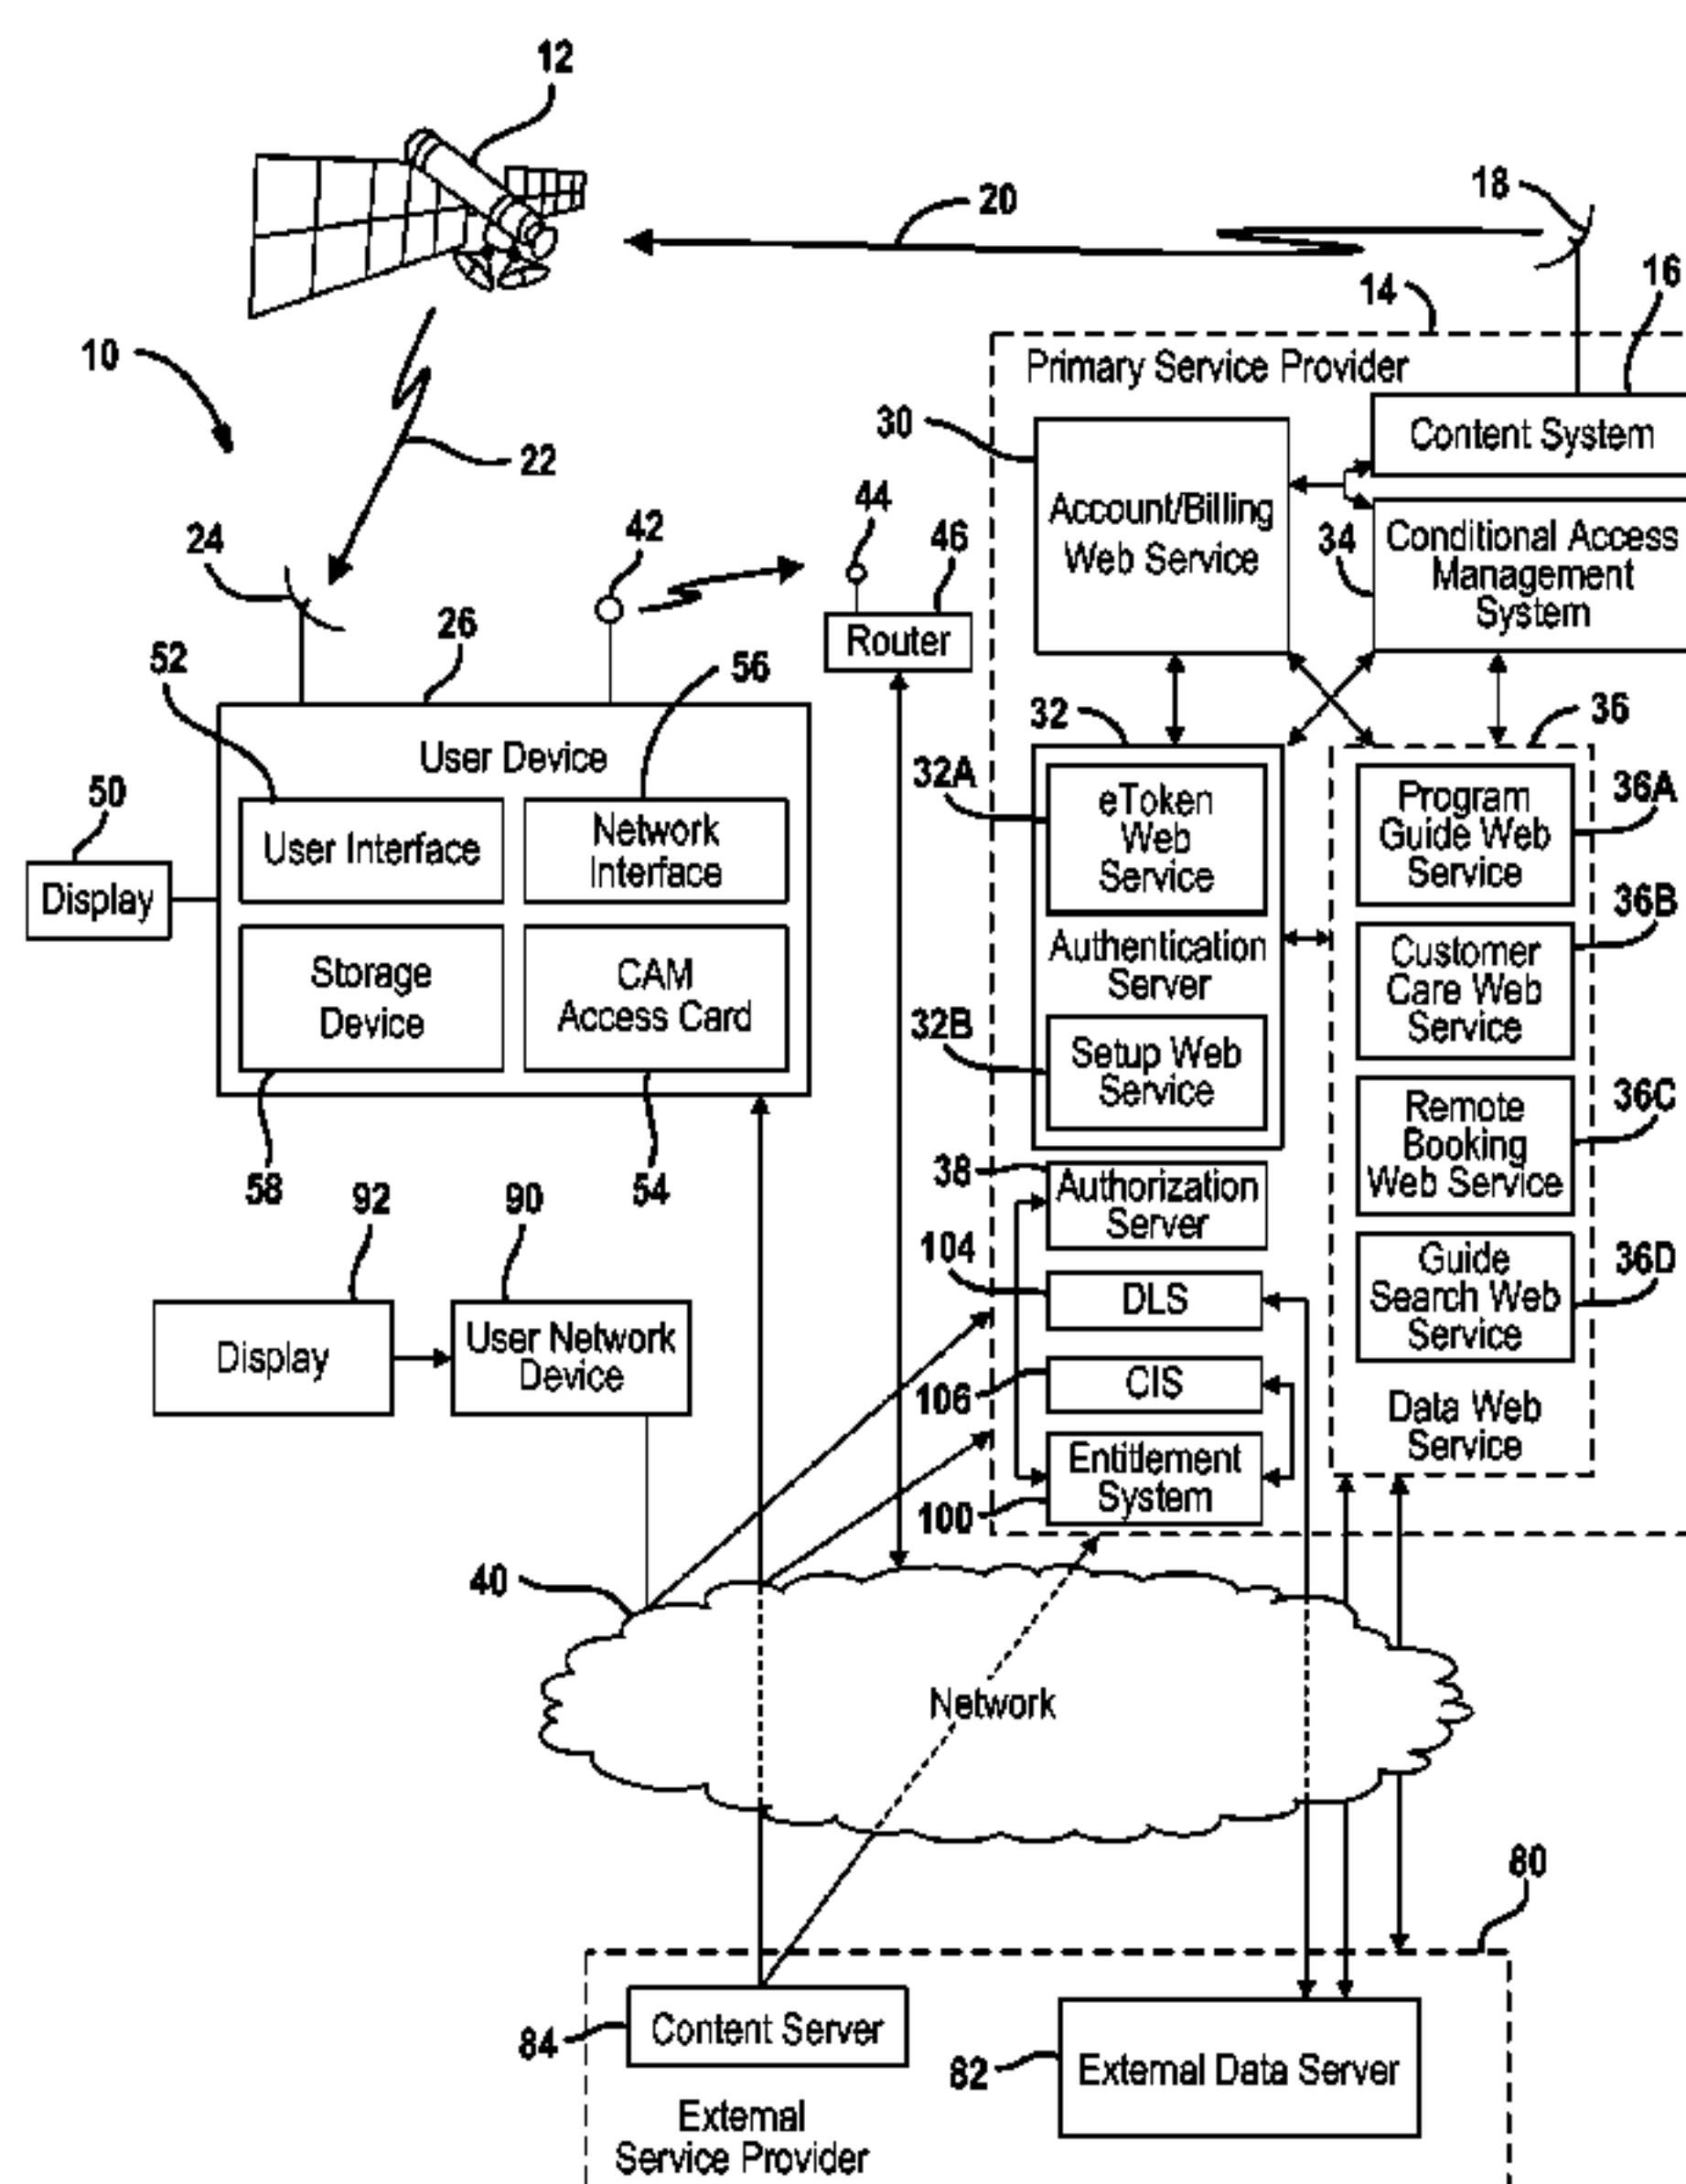 12
20
18
16
14
10
Primary Service Provider
30
Content System
22
44
Account/Billing
Web Service
42
46
34
Conditional Access
Management
System
24
26
Router
52
56
32
36
User Device
32A
eToken
Web
Service
Program
Guide Web
Service
36A
50
User Interface
Network
Interface
Display
36B
Authentication
Server
Customer
Care Web
Service
Storage
Device
CAM
Access Card
32B
Setup Web
Service
36C
Remote
Booking
Web Service
58
54
38
Authorization
Server
92
90
104
DLS
Guide
Search Web
Service
36D
Display
User Network
Device
106
CIS
Data Web
Service
Entitlement
System
100
40
Network
80
84
Content Server
82
External Data Server
External
Service Provider